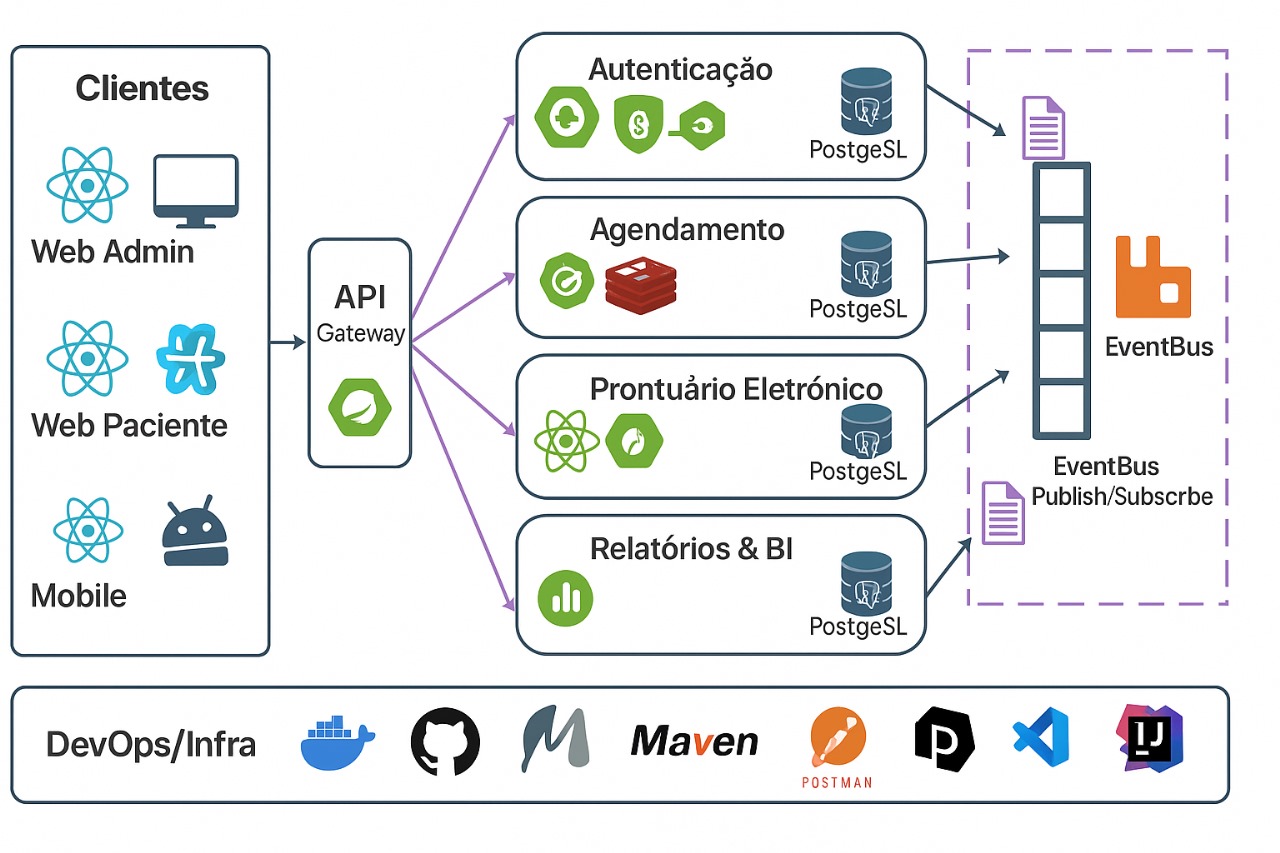 Clientes
Web Admin
Web Paciente
Mobile
API
Gateway
Autenticação
PostgeSL
Agendamento
PostgeSL
Prontuário Eletrónico
PostgeSL
Relatórios & BI
PostgeSL
EventBus
EventBus
Publish/Subscrbe
DevOps/Infra
Maven
POSTMAN
IJ